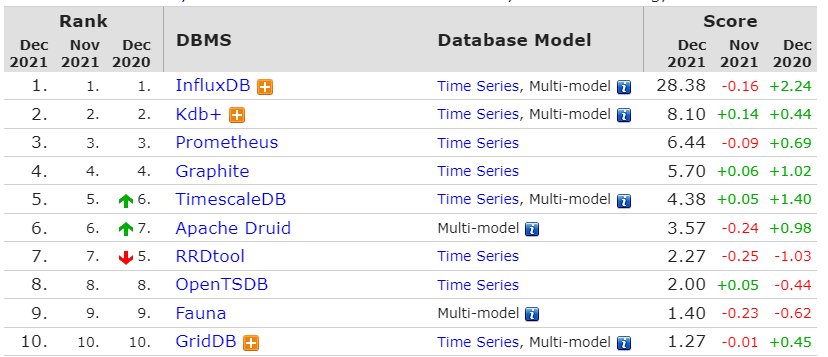 Rank Score
Dec Nov Dec DBMS Database Model Dec Nov Dec
2021 2021 2020 2021 2021 2020
1. 1. 1. InfluxDB Time Series, Multi-model i 28.38 -0.16 +2.24
2. 2. 2. Kdb+ Time Series, Multi-model i 8.10 +0.14 +0.44
3. 3. 3. Prometheus Time Series 6.44 -0.09 +0.69
4. 4. 4. Graphite Time Series 5.70 +0.06 +1.02
5. 5. 6. TimescaleDB Time Series, Multi-model i 4.38 +0.05 +1.40
6. 6. 7. Apache Druid Multi-model i 3.57 -0.24 +0.98
7. 7. 5. RRDtool Time Series 2.27 -0.25 -1.03
8. 8. 8. OpenTSDB Time Series 2.00 +0.05 -0.44
9. 9. 9. Fauna Multi-model i 1.40 -0.23 -0.62
10. 10. 10. GridDB Time Series, Multi-model i 1.27 -0.01 +0.45